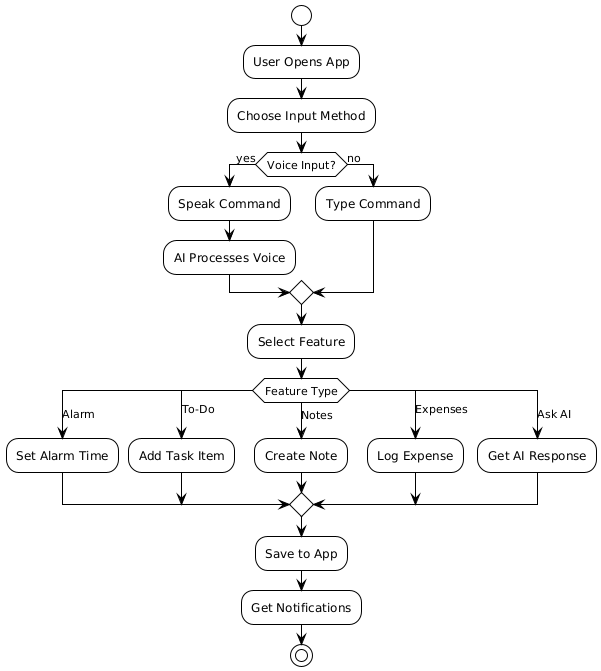 User Opens App
Choose Input Method
yes
Voice Input?
no
Speak Command
Type Command
AI Processes Voice
Select Feature
Feature Type
Alarm
To-Do
Notes
Expenses
Ask AI
Set Alarm Time
Add Task Item
Create Note
Log Expense
Get AI Response
Save to App
Get Notifications